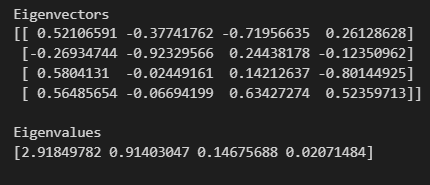 Eigenvectors
[[ 0.52106591 -0.37741762 -0.71956635  0.26128628]
 [-0.26934744 -0.92329566  0.24438178 -0.12350962]
 [ 0.5804131  -0.02449161  0.14212637 -0.80144925]
 [ 0.56485654 -0.06694199  0.63427274  0.52359713]]
Eigenvalues
[2.91849782 0.91403047 0.14675688 0.02071484]